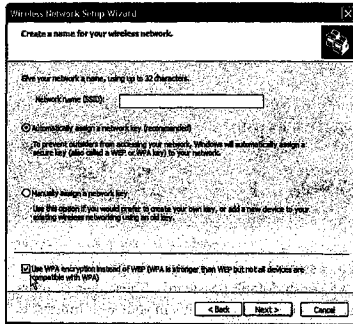 Wireless Network Setup Wizard
Create a name for your wireless network.
Give your network a name, using up to 32 characters.
Network name (SSID):
Automatically assign a network key (recommended)
To prevent outsiders from accessing your network, Windows will automatically assign a
secure key (also called a WEP or WPA key) to your network.
Manually assign a network key
Use this option if you would prefer to create your own key, or add a new device to your
existing wireless networking using an old key.
Use WPA encryption instead of WEP (WPA is stronger than WEP but not all devices are
compatible with WPA)
< Back
Next >
Cancel